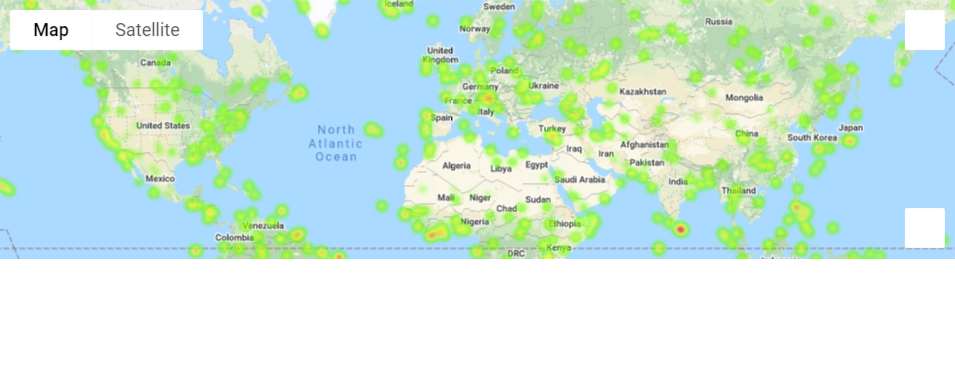 Map
Satellite
Iceland
Sweden
Norway
Russia
United
Kingdom
Canada
Poland
Germany
Ukraine
Kazakhstan
France
Mongolia
Italy
Spain
United States
Turkey
China
Japan
South Korea
North
Atlantic
Ocean
Iraq
Iran
Afghanistan
Pakistan
Algeria
Libya
Egypt
Mexico
Saudi Arabia
India
Thailand
Mali
Niger
Sudan
Chad
Nigeria
Ethiopia
Venezuela
Colombia
Kenya
DRC